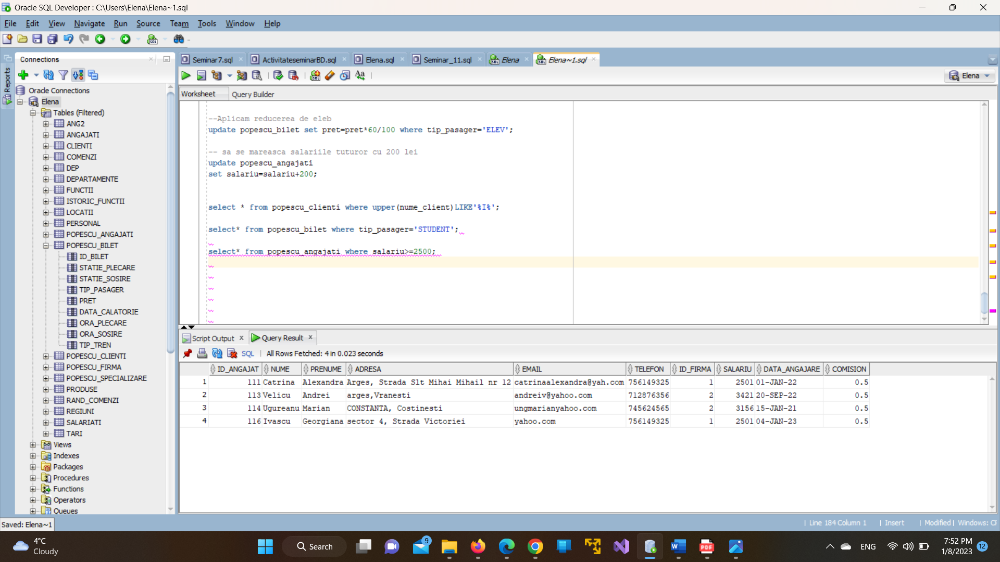 Oracle SQL Developer : C:\Users\Elena\Elena~1.sql
File Edit View Navigate Run Source Team Tools Window Help
Reports
Connections
Oracle Connections
Elena
Tables (Filtered)
ANG2
ANGAJATI
CLIENTI
COMENZI
DEP
DEPARTAMENTE
FUNCTII
ISTORIC_FUNCTII
LOCATII
PERSONAL
POPESCU_ANGAJATI
POPESCU_BILET
ID_BILET
STATIE_PLECARE
STATIE_SOSIRE
TIP_PASAGER
PRET
DATA_CALATORIE
ORA_PLECARE
ORA_SOSIRE
TIP_TREN
POPESCU_CLIENTI
POPESCU_FIRMA
POPESCU_SPECIALIZARE
PRODUSE
RAND_COMENZI
REGIUNI
SALARIATI
TARI
Views
Indexes
Packages
Procedures
Functions
Operators
Queues
Seminar7.sql ActivitateseminarBD.sql Elena.sql Seminar_11.sql Elena Elena~1.sql
Elena
Worksheet Query Builder
--Aplicam reducerea de eleb
update popescu_bilet set pret=pret*60/100 where tip_pasager='ELEV';
-- sa se mareasca salariile tuturor cu 200 lei
update popescu_angajati
set salariu=salariu+200;
select * from popescu_clienti where upper(nume_client)LIKE'%I%';
select* from popescu_bilet where tip_pasager='STUDENT';
select* from popescu_angajati where salariu>=2500;
Script Output x Query Result x
SQL | All Rows Fetched: 4 in 0.023 seconds
ID_ANGAJAT NUME PRENUME ADRESA EMAIL TELEFON ID_FIRMA SALARIU DATA_ANGAJARE COMISION
1 111 Catrina Alexandra Arges, Strada Slt Mihai Mihail nr 12 catrinaalexandra@yah.com 756149325 1 2501 01-JAN-22 0.5
2 113 Velicu Andrei arges,Vranesti andreiv@yahoo.com 712876356 2 3421 20-SEP-22 0.5
3 114 Ugureanu Marian CONSTANTA, Costinesti ungmarianyahoo.com 745624565 2 3156 15-JAN-21 0.5
4 116 Ivascu Georgiana sector 4, Strada Victoriei yahoo.com 756149325 1 2501 04-JAN-23 0.5
Saved: Elena~1
| Line 184 Column 1 | Insert | Modified | Windows: CF
4°C
Cloudy
Search
9
PDF
ENG
7:52 PM
1/8/2023
12